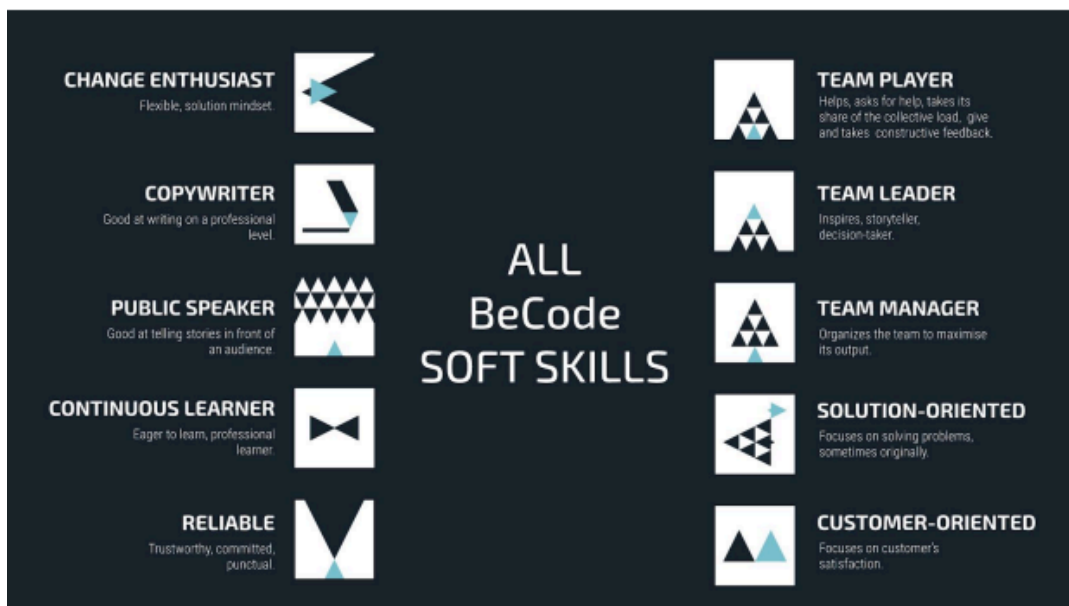 CHANGE ENTHUSIAST
Flexible, solution mindset.
COPYWRITER
Good at writing on a professional
level.
PUBLIC SPEAKER
Good at telling stories in front of
an audience.
CONTINUOUS LEARNER
Eager to learn, professional
learner.
RELIABLE
Trustworthy, committed,
punctual.
ALL
BeCode
SOFT SKILLS
TEAM PLAYER
Helps, asks for help, takes its
share of the collective load, give
and takes constructive feedback.
TEAM LEADER
Inspires, storyteller,
decision-taker.
TEAM MANAGER
Organizes the team to maximise
its output.
SOLUTION-ORIENTED
Focuses on solving problems,
sometimes originally.
CUSTOMER-ORIENTED
Focuses on customer's
satisfaction.